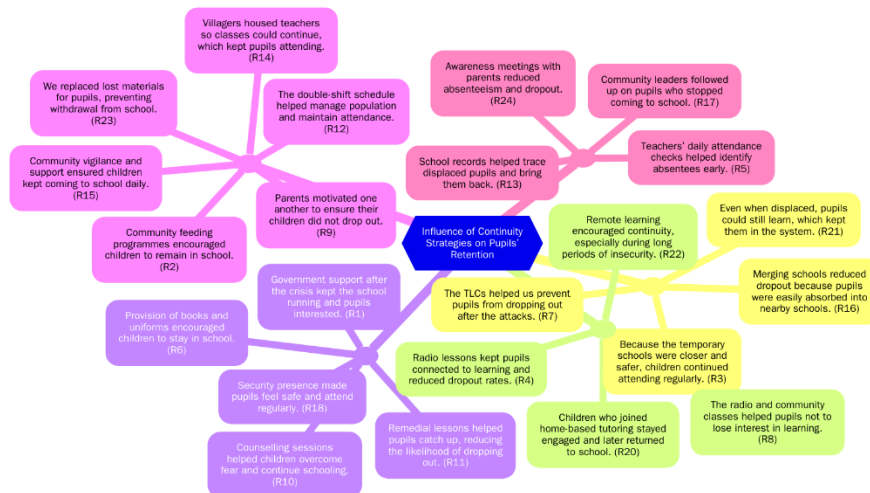 Villagers housed teachers
so classes could continue,
which kept pupils attending.
(R14)
We replaced lost materials
for pupils, preventing
withdrawal from school.
(R23)
The double-shift schedule
helped manage population
and maintain attendance.
(R12)
Community vigilance and
support ensured children
kept coming to school daily.
(R15)
Parents motivated one
another to ensure their
children did not drop out.
(R9)
Community feeding
programmes encouraged
children to remain in school.
(R2)
Awareness meetings with
parents reduced
absenteeism and dropout.
(R24)
Community leaders followed
up on pupils who stopped
coming to school. (R17)
School records helped trace
displaced pupils and bring
them back. (R13)
Teachers’ daily attendance
checks helped identify
absentees early. (R5)
Influence of Continuity
Strategies on Pupils’
Retention
Remote learning
encouraged continuity,
especially during long
periods of insecurity. (R22)
Even when displaced, pupils
could still learn, which kept
them in the system. (R21)
The TLCs helped us prevent
pupils from dropping out
after the attacks. (R7)
Merging schools reduced
dropout because pupils
were easily absorbed into
nearby schools. (R16)
Because the temporary
schools were closer and
safer, children continued
attending regularly. (R3)
Radio lessons kept pupils
connected to learning and
reduced dropout rates. (R4)
Children who joined
home-based tutoring stayed
engaged and later returned
to school. (R20)
The radio and community
classes helped pupils not to
lose interest in learning.
(R8)
Government support after
the crisis kept the school
running and pupils
interested. (R1)
Provision of books and
uniforms encouraged
children to stay in school.
(R6)
Security presence made
pupils feel safe and attend
regularly. (R18)
Remedial lessons helped
pupils catch up, reducing
the likelihood of dropping
out. (R11)
Counselling sessions
helped children overcome
fear and continue schooling.
(R10)